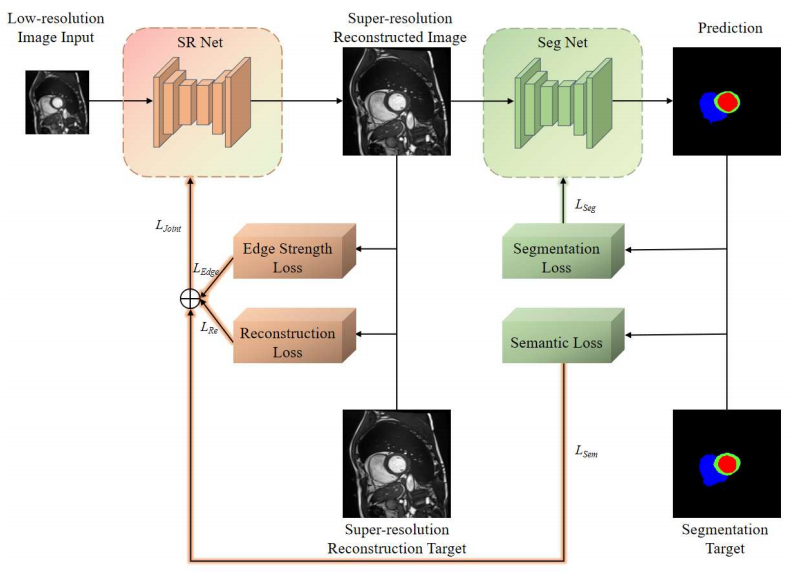 Low-resolution
Image Input
SR Net
Super-resolution
Reconstructed Image
Seg Net
Prediction
L_Joint
L_Seg
Edge Strength
Loss
Segmentation
Loss
L_Edge
L_Re
Reconstruction
Loss
Semantic Loss
L_Sem
Super-resolution
Reconstruction Target
Segmentation
Target